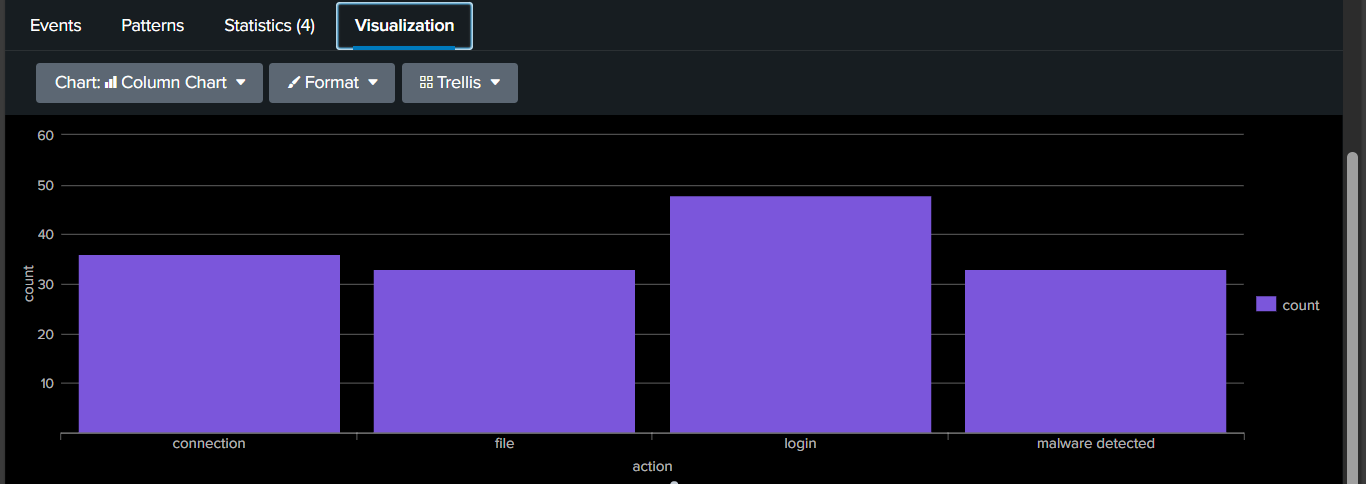 Events Patterns Statistics (4) Visualization
Chart: Column Chart Format Trellis
60
50
40
30
20
10
count
connection file login malware detected
action
count